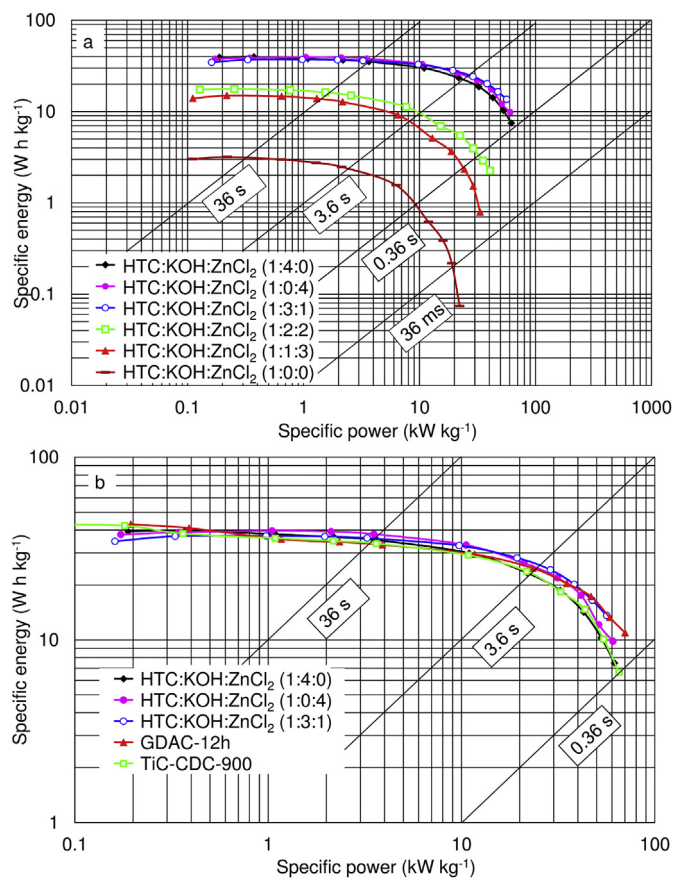 100
a
10
1
0.1
0.01
Specific energy (W h kg⁻¹)
36 s
3.6 s
0.36 s
36 ms
HTC:KOH:ZnCl₂ (1:4:0)
HTC:KOH:ZnCl₂ (1:0:4)
HTC:KOH:ZnCl₂ (1:3:1)
HTC:KOH:ZnCl₂ (1:2:2)
HTC:KOH:ZnCl₂ (1:1:3)
HTC:KOH:ZnCl₂ (1:0:0)
0.01 0.1 1 10 100 1000
Specific power (kW kg⁻¹)
100
b
10
1
Specific energy (W h kg⁻¹)
36 s
3.6 s
0.36 s
HTC:KOH:ZnCl₂ (1:4:0)
HTC:KOH:ZnCl₂ (1:0:4)
HTC:KOH:ZnCl₂ (1:3:1)
GDAC-12h
TiC-CDC-900
0.1 1 10 100
Specific power (kW kg⁻¹)